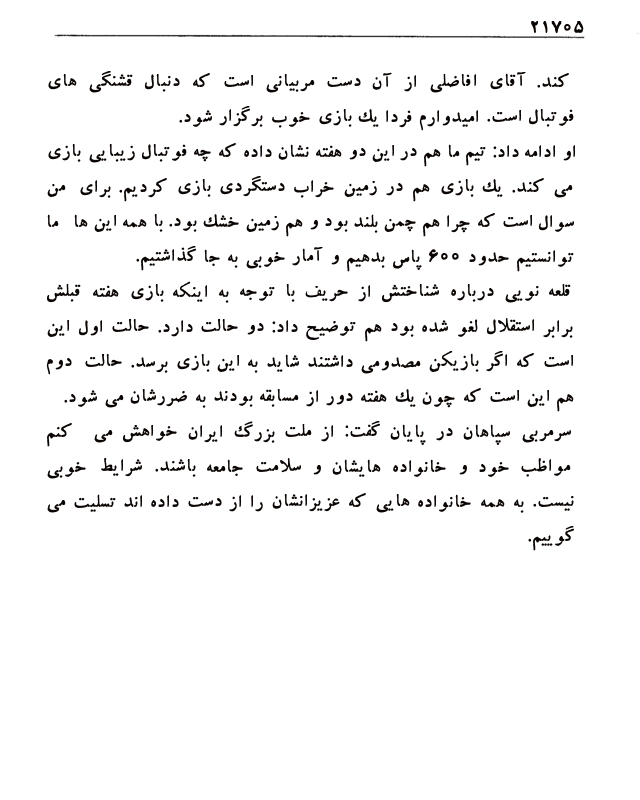 ۲۱۷۰۵
کند. آقای افاضلی از آن دست مربیانی است که دنبال قشنگی های
فوتبال است. امیدوارم فردا یك بازی خوب برگزار شود.
او ادامه داد: تیم ما هم در این دو هفته نشان داده که چه فوتبال زیبایی بازی
می کند. یك بازی هم در زمین خراب دستگردی بازی کردیم. برای من
سوال است که چرا هم چمن بلند بود و هم زمین خشك بود. با همه این ها ما
توانستیم حدود ۶۰۰ پاس بدهیم و آمار خوبی به جا گذاشتیم.
قلعه نویی درباره شناختش از حریف با توجه به اینکه بازی هفته قبلش
برابر استقلال لغو شده بود هم توضیح داد: دو حالت دارد. حالت اول این
است که اگر بازیکن مصدومی داشتند شاید به این بازی برسد. حالت دوم
هم این است که چون یك هفته دور از مسابقه بودند به ضررشان می شود.
سرمربی سپاهان در پایان گفت: از ملت بزرگ ایران خواهش می کنم
مواظب خود و خانواده هایشان و سلامت جامعه باشند. شرایط خوبی
نیست. به همه خانواده هایی که عزیزانشان را از دست داده اند تسلیت می
گوییم.